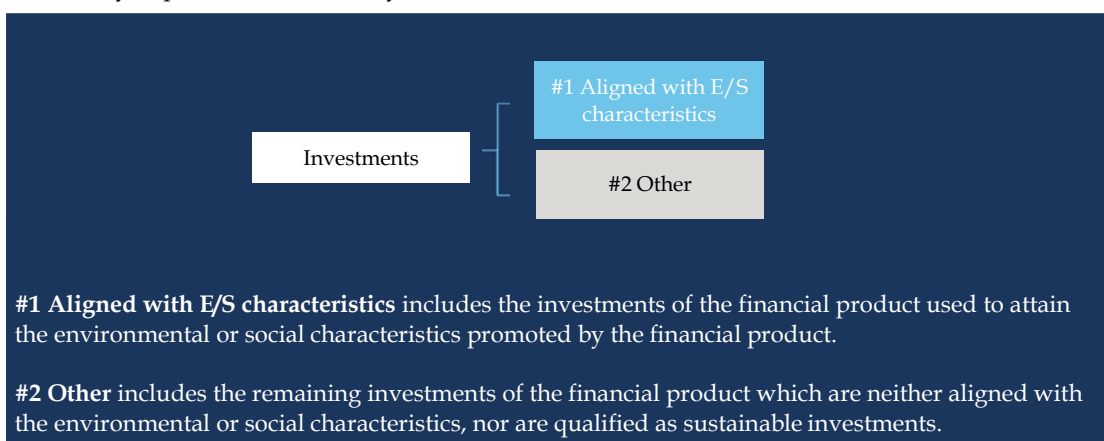 #1 Aligned with E/S
characteristics
Investments
#2 Other
#1 Aligned with E/S characteristics includes the investments of the financial product used to attain
the environmental or social characteristics promoted by the financial product.
#2 Other includes the remaining investments of the financial product which are neither aligned with
the environmental or social characteristics, nor are qualified as sustainable investments.